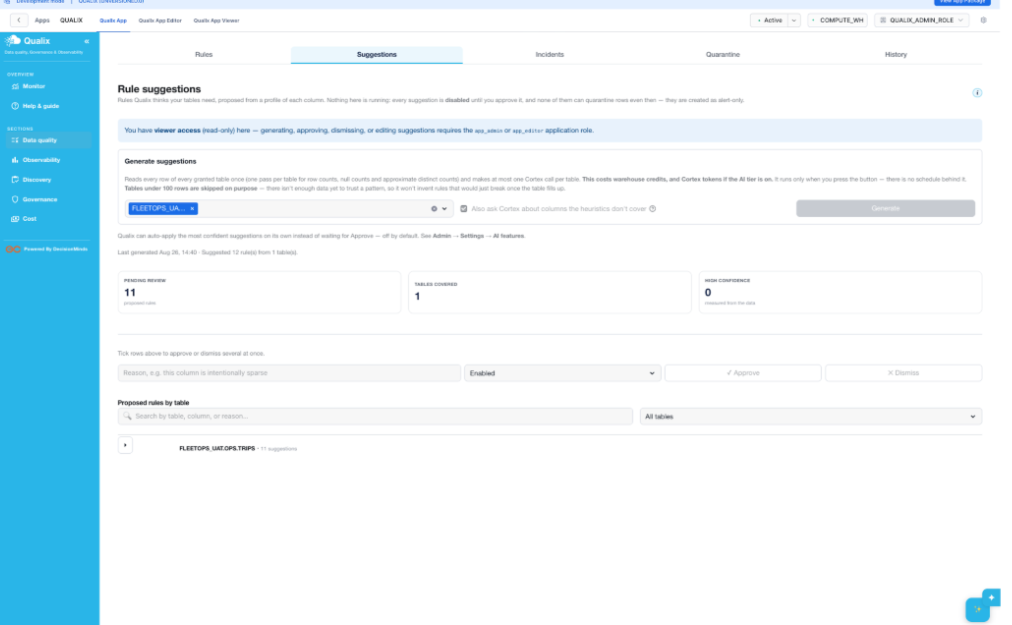 Development mode | QUALIX
View App Package
Apps QUALIX Qualix App Qualix App Editor Qualix App Viewer
Active COMPUTE_WH QUALIX_ADMIN_ROLE
Qualix «
Data quality, Governance & Observability
OVERVIEW
Monitor
Help & guide
SECTIONS
Data quality
Observability
Discovery
Governance
Cost
Powered By
Rules Suggestions Incidents Quarantine History
Rule suggestions
Rules Qualix thinks your tables need, proposed from a profile of each column. Nothing here is running: every suggestion is disabled until you approve it, and none of them can quarantine rows even then — they are created as alert-only.
You have viewer access (read-only) here — generating, approving, dismissing, or editing suggestions requires the app_admin or app_editor application role.
Generate suggestions
Reads every row of every granted table once (one pass per table for row counts, null counts and approximate distinct counts) and makes at most one Cortex call per table. This costs warehouse credits, and Cortex tokens if the AI tier is on. It runs only when you press the button — there is no schedule behind it.
Tables under 100 rows are skipped on purpose — there isn't enough data yet to trust a pattern, so it won't invent rules that would just break once the table fills up.
FLEETOPS_UA... × Also ask Cortex about columns the heuristics don't cover Generate
Qualix can auto-apply the most confident suggestions on its own instead of waiting for Approve — off by default. See Admin → Settings → AI features.
Last generated Aug 26, 14:40 · Suggested 12 rule(s) from 1 table(s).
PENDING REVIEW
11
proposed rules
TABLES COVERED
1
HIGH CONFIDENCE
0
measured from the data
Tick rows above to approve or dismiss several at once.
Reason, e.g. this column is intentionally sparse Enabled ✓ Approve × Dismiss
Proposed rules by table
Search by table, column, or reason... All tables
FLEETOPS_UAT.OPS.TRIPS · 11 suggestions